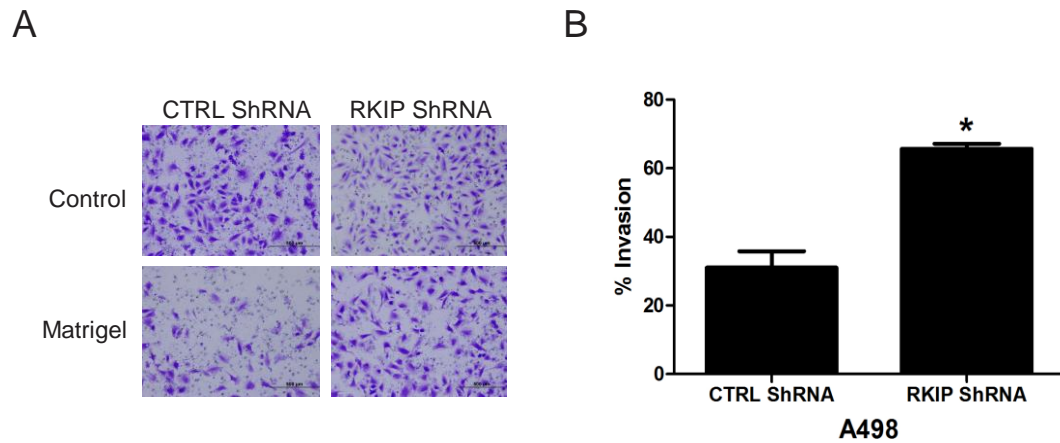 A
B
CTRL ShRNA RKIP ShRNA
Control
Matrigel
80
60
40
20
0
% Invasion
*
CTRL ShRNA RKIP ShRNA
A498